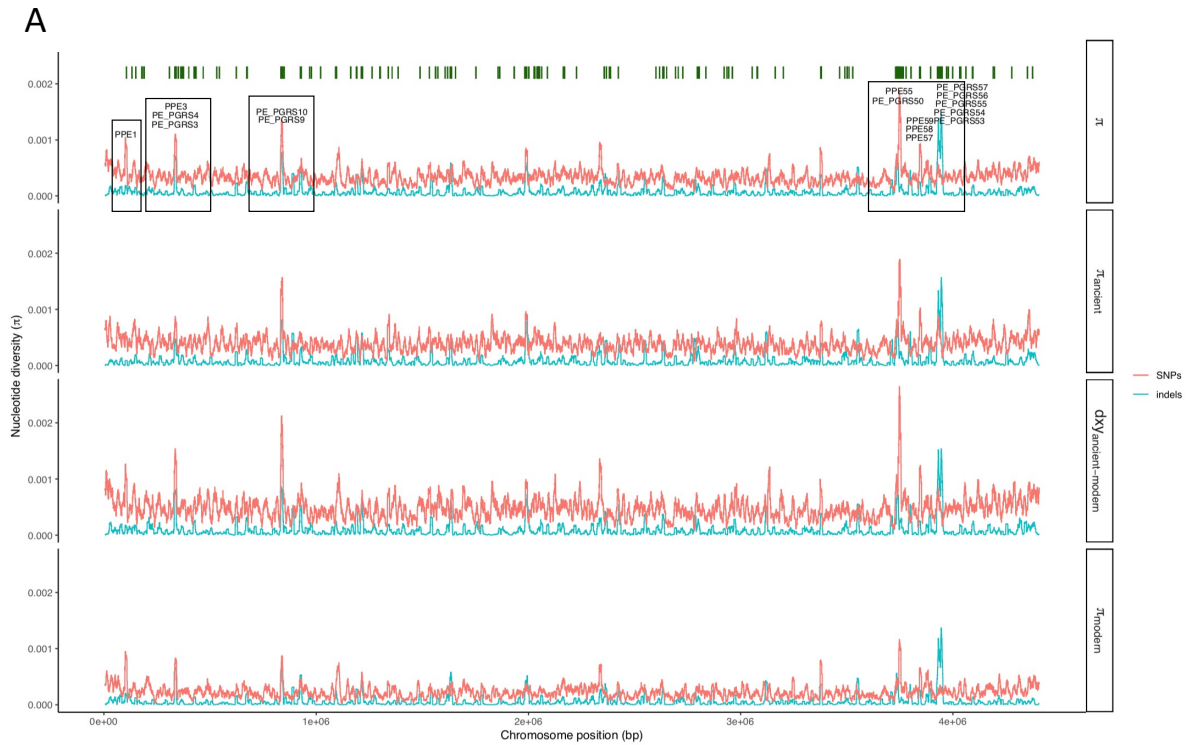 A
PPE1
PPE3
PE_PGRS4
PE_PGRS3
PE_PGRS10
PE_PGRS9
PPE55
PE_PGRS50
PPE59
PPE58
PPE57
PE_PGRS57
PE_PGRS56
PE_PGRS55
PE_PGRS54
PE_PGRS53
0.002
0.001
0.000
π
0.002
0.001
0.000
πancient
0.002
0.001
0.000
dxyancient−modern
0.002
0.001
0.000
πmodern
Nucleotide diversity (π)
SNPs
indels
0e+00
1e+06
2e+06
3e+06
4e+06
Chromosome position (bp)